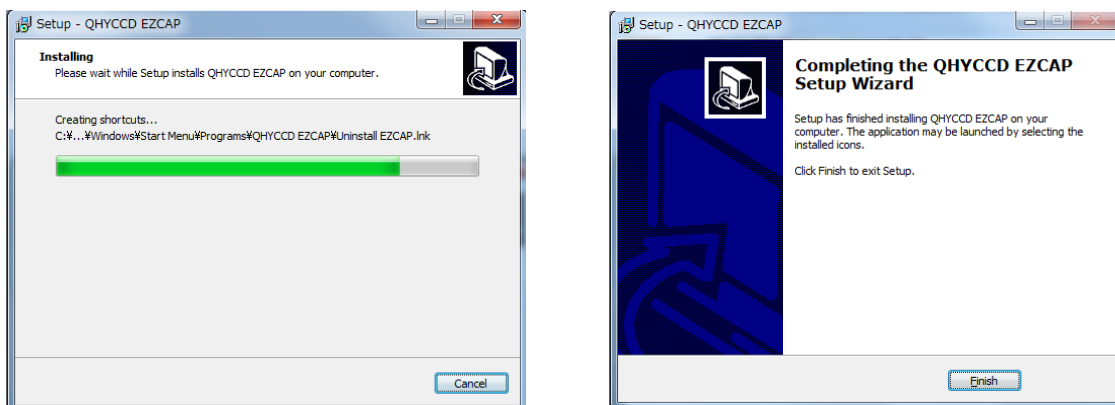 Setup - QHYCCD EZCAP
Installing
Please wait while Setup installs QHYCCD EZCAP on your computer.
Creating shortcuts...
C:¥...¥Windows¥Start Menu¥Programs¥QHYCCD EZCAP¥Uninstall EZCAP.lnk
Cancel
Setup - QHYCCD EZCAP
Completing the QHYCCD EZCAP
Setup Wizard
Setup has finished installing QHYCCD EZCAP on your
computer. The application may be launched by selecting the
installed icons.
Click Finish to exit Setup.
Finish